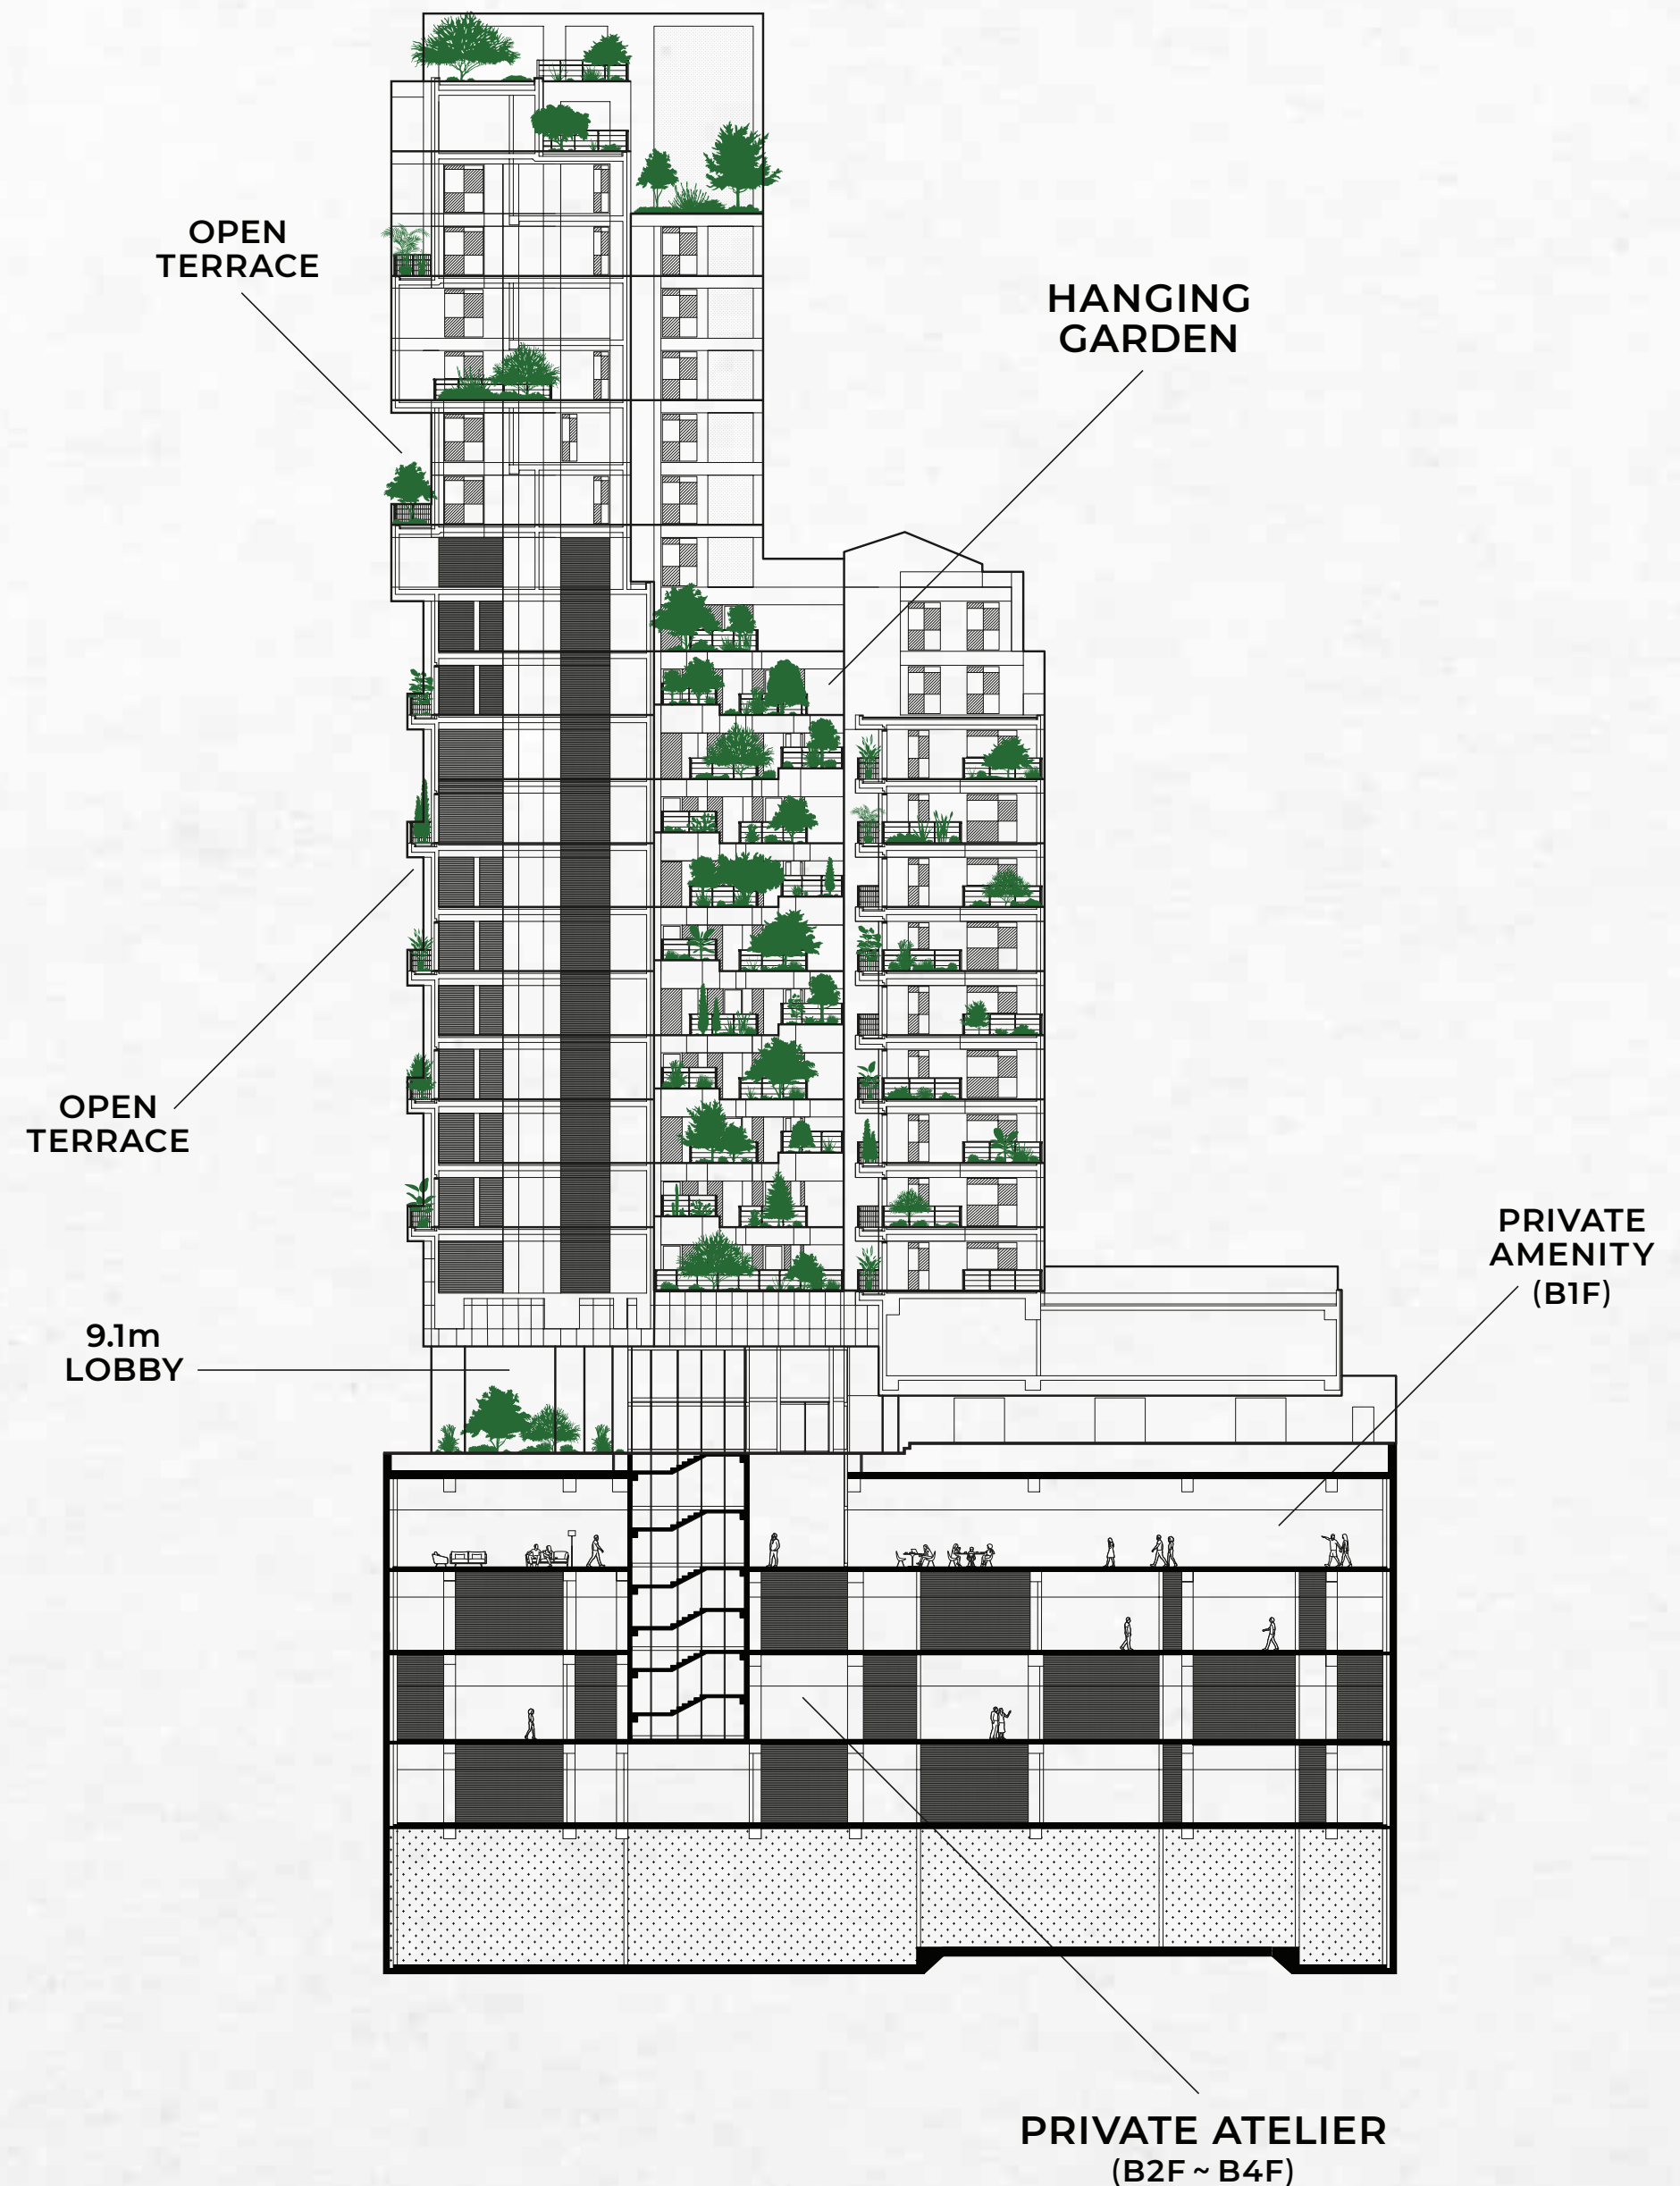 OPEN
TERRACE
HANGING
GARDEN
OPEN
TERRACE
PRIVATE
AMENITY
(B1F)
9.1m
LOBBY
PRIVATE ATELIER
(B2F ~ B4F)